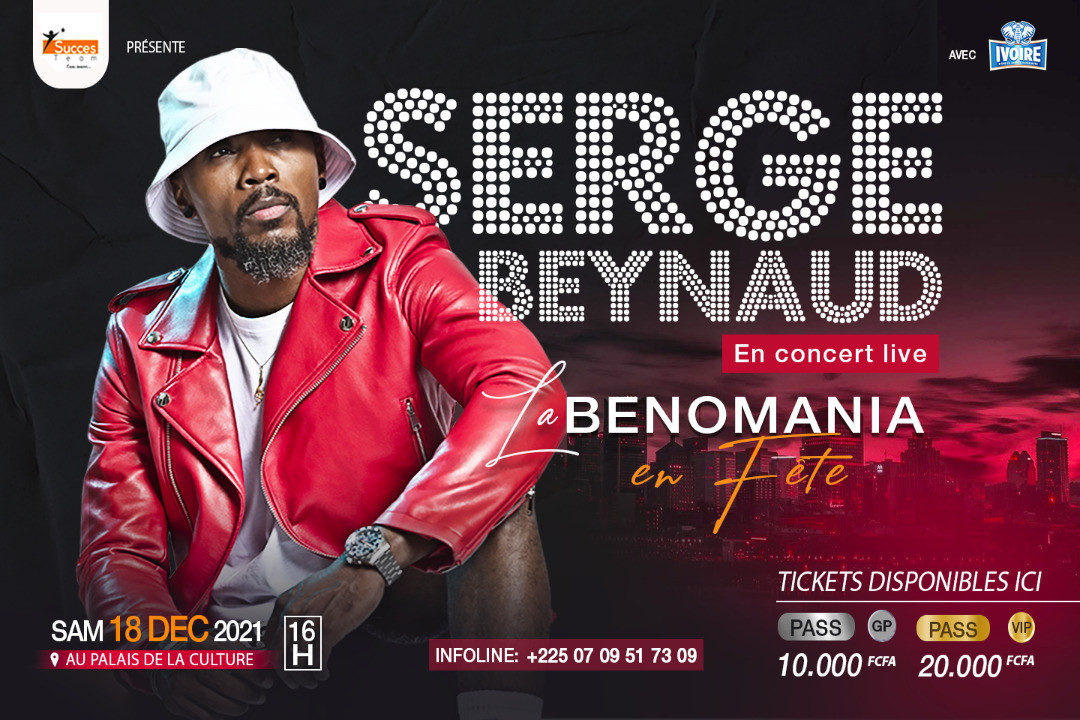 Succes
Team
PRÉSENTE
AVEC
IVOIRE
SERGE
BEYNAUD
En concert live
La BENOMANIA
en Fête
TICKETS DISPONIBLES ICI
PASS GP
10.000 FCFA
PASS VIP
20.000 FCFA
SAM 18 DEC 2021
16 H
AU PALAIS DE LA CULTURE
INFOLINE: +225 07 09 51 73 09